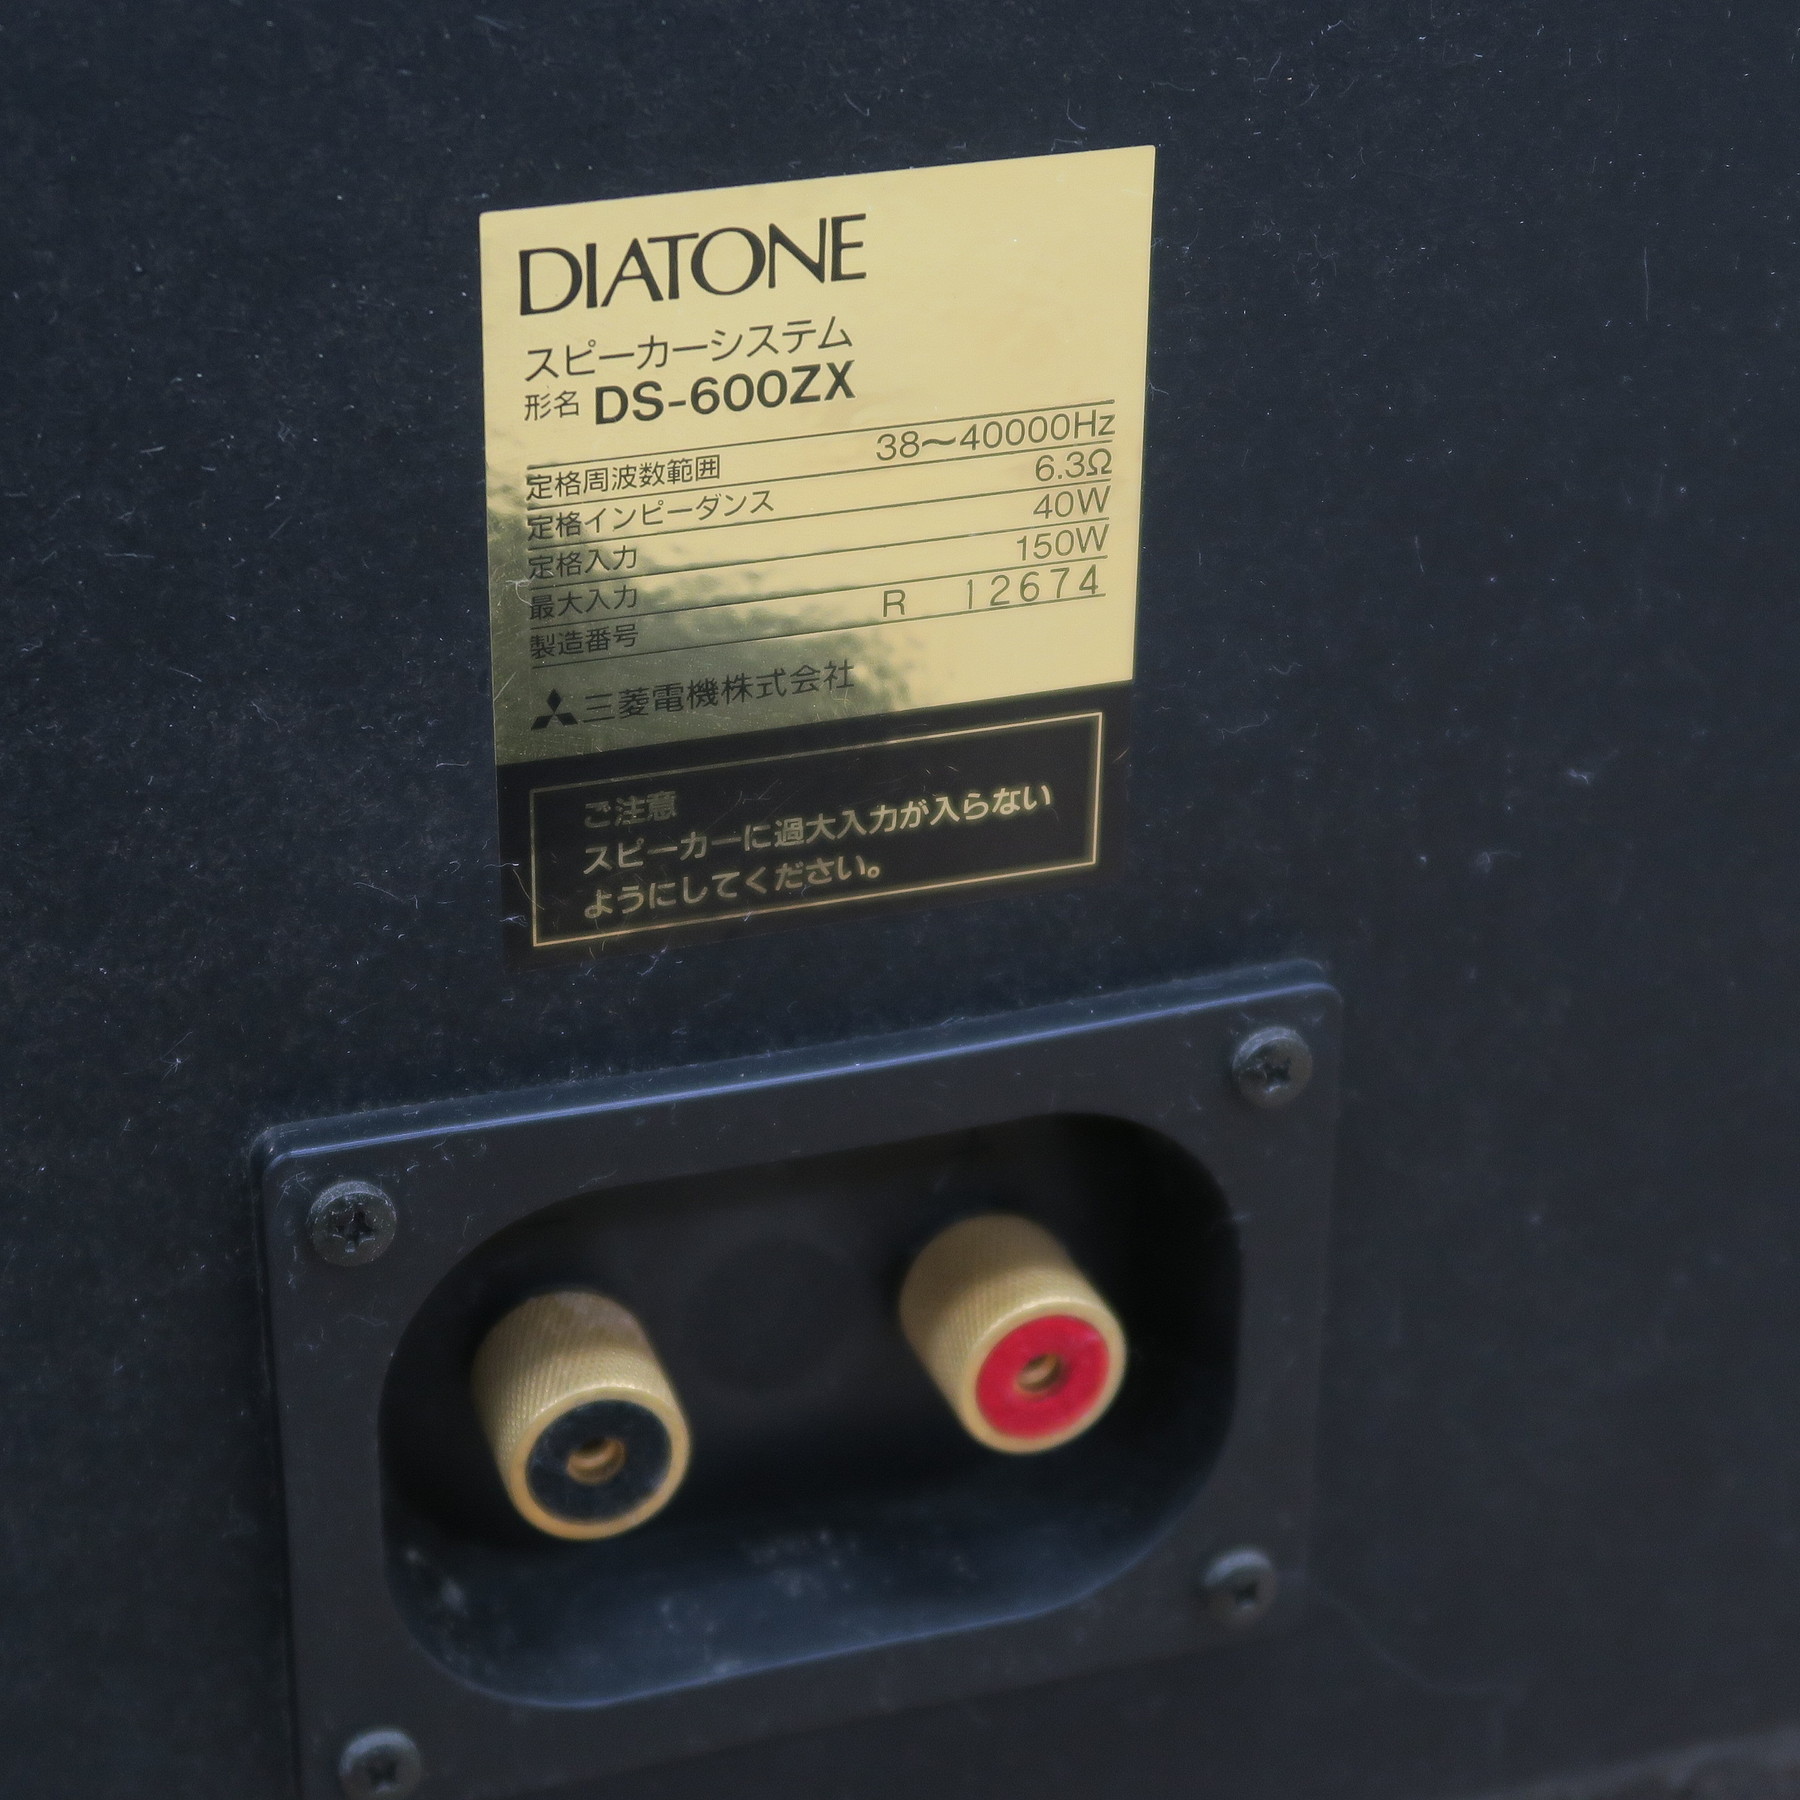 DIATONE
スピーカーシステム
形名 DS-600ZX
定格周波数範囲 38〜40000Hz
定格インピーダンス 6.3Ω
定格入力 40W
最大入力 150W
製造番号 R 12674
三菱電機株式会社
ご注意
スピーカーに過大入力が入らない
ようにしてください。